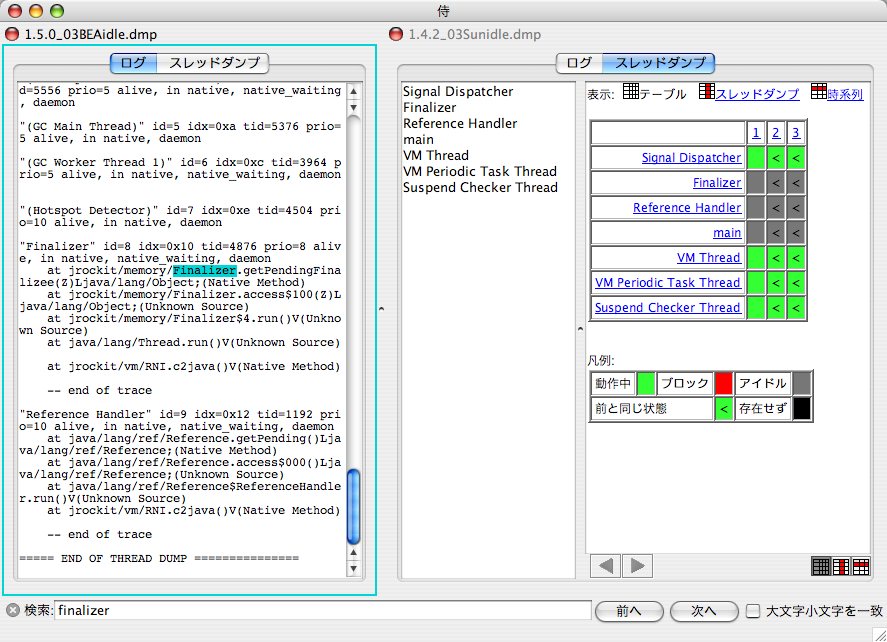 侍
1.5.0_03BEAidle.dmp
1.4.2_03Sunidle.dmp
ログ スレッドダンプ
d=5556 prio=5 alive, in native, native_waiting
, daemon
"(GC Main Thread)" id=5 idx=0xa tid=5376 prio=
5 alive, in native, daemon
"(GC Worker Thread 1)" id=6 idx=0xc tid=3964 p
rio=5 alive, in native, native_waiting, daemon
"(Hotspot Detector)" id=7 idx=0xe tid=4504 pri
o=10 alive, in native, daemon
"Finalizer" id=8 idx=0x10 tid=4876 prio=8 aliv
e, in native, native_waiting, daemon
at jrockit/memory/Finalizer.getPendingFina
lizee(Z)Ljava/lang/Object;(Native Method)
at jrockit/memory/Finalizer.access$100(Z)L
java/lang/Object;(Unknown Source)
at jrockit/memory/Finalizer$4.run()V(Unkno
wn Source)
at java/lang/Thread.run()V(Unknown Source)
at jrockit/vm/RNI.c2java()V(Native Method)
-- end of trace
"Reference Handler" id=9 idx=0x12 tid=1192 pri
o=10 alive, in native, native_waiting, daemon
at java/lang/ref/Reference.getPending()Lja
va/lang/ref/Reference;(Native Method)
at java/lang/ref/Reference.access$000()Lja
va/lang/ref/Reference;(Unknown Source)
at java/lang/ref/Reference$ReferenceHandle
r.run()V(Unknown Source)
at jrockit/vm/RNI.c2java()V(Native Method)
-- end of trace
===== END OF THREAD DUMP ===============
ログ スレッドダンプ
Signal Dispatcher
Finalizer
Reference Handler
main
VM Thread
VM Periodic Task Thread
Suspend Checker Thread
表示: テーブル スレッドダンプ 時系列
1 2 3
Signal Dispatcher < <
Finalizer < <
Reference Handler < <
main < <
VM Thread < <
VM Periodic Task Thread < <
Suspend Checker Thread < <
凡例:
動作中 ブロック アイドル
前と同じ状態 < 存在せず
検索: finalizer 前へ 次へ 大文字小文字を一致